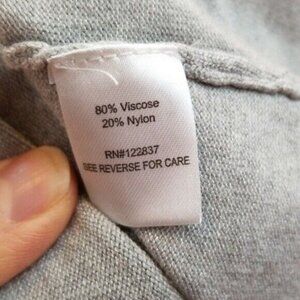 80% Viscose
20% Nylon
RN#122837
SEE REVERSE FOR CARE